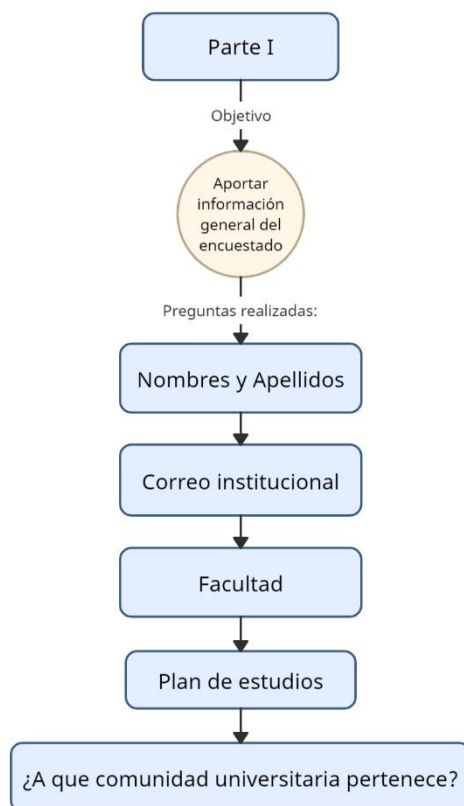 Parte I
Objetivo
Aportar
información
general del
encuestado
Preguntas realizadas:
Nombres y Apellidos
Correo institucional
Facultad
Plan de estudios
¿A que comunidad universitaria pertenece?